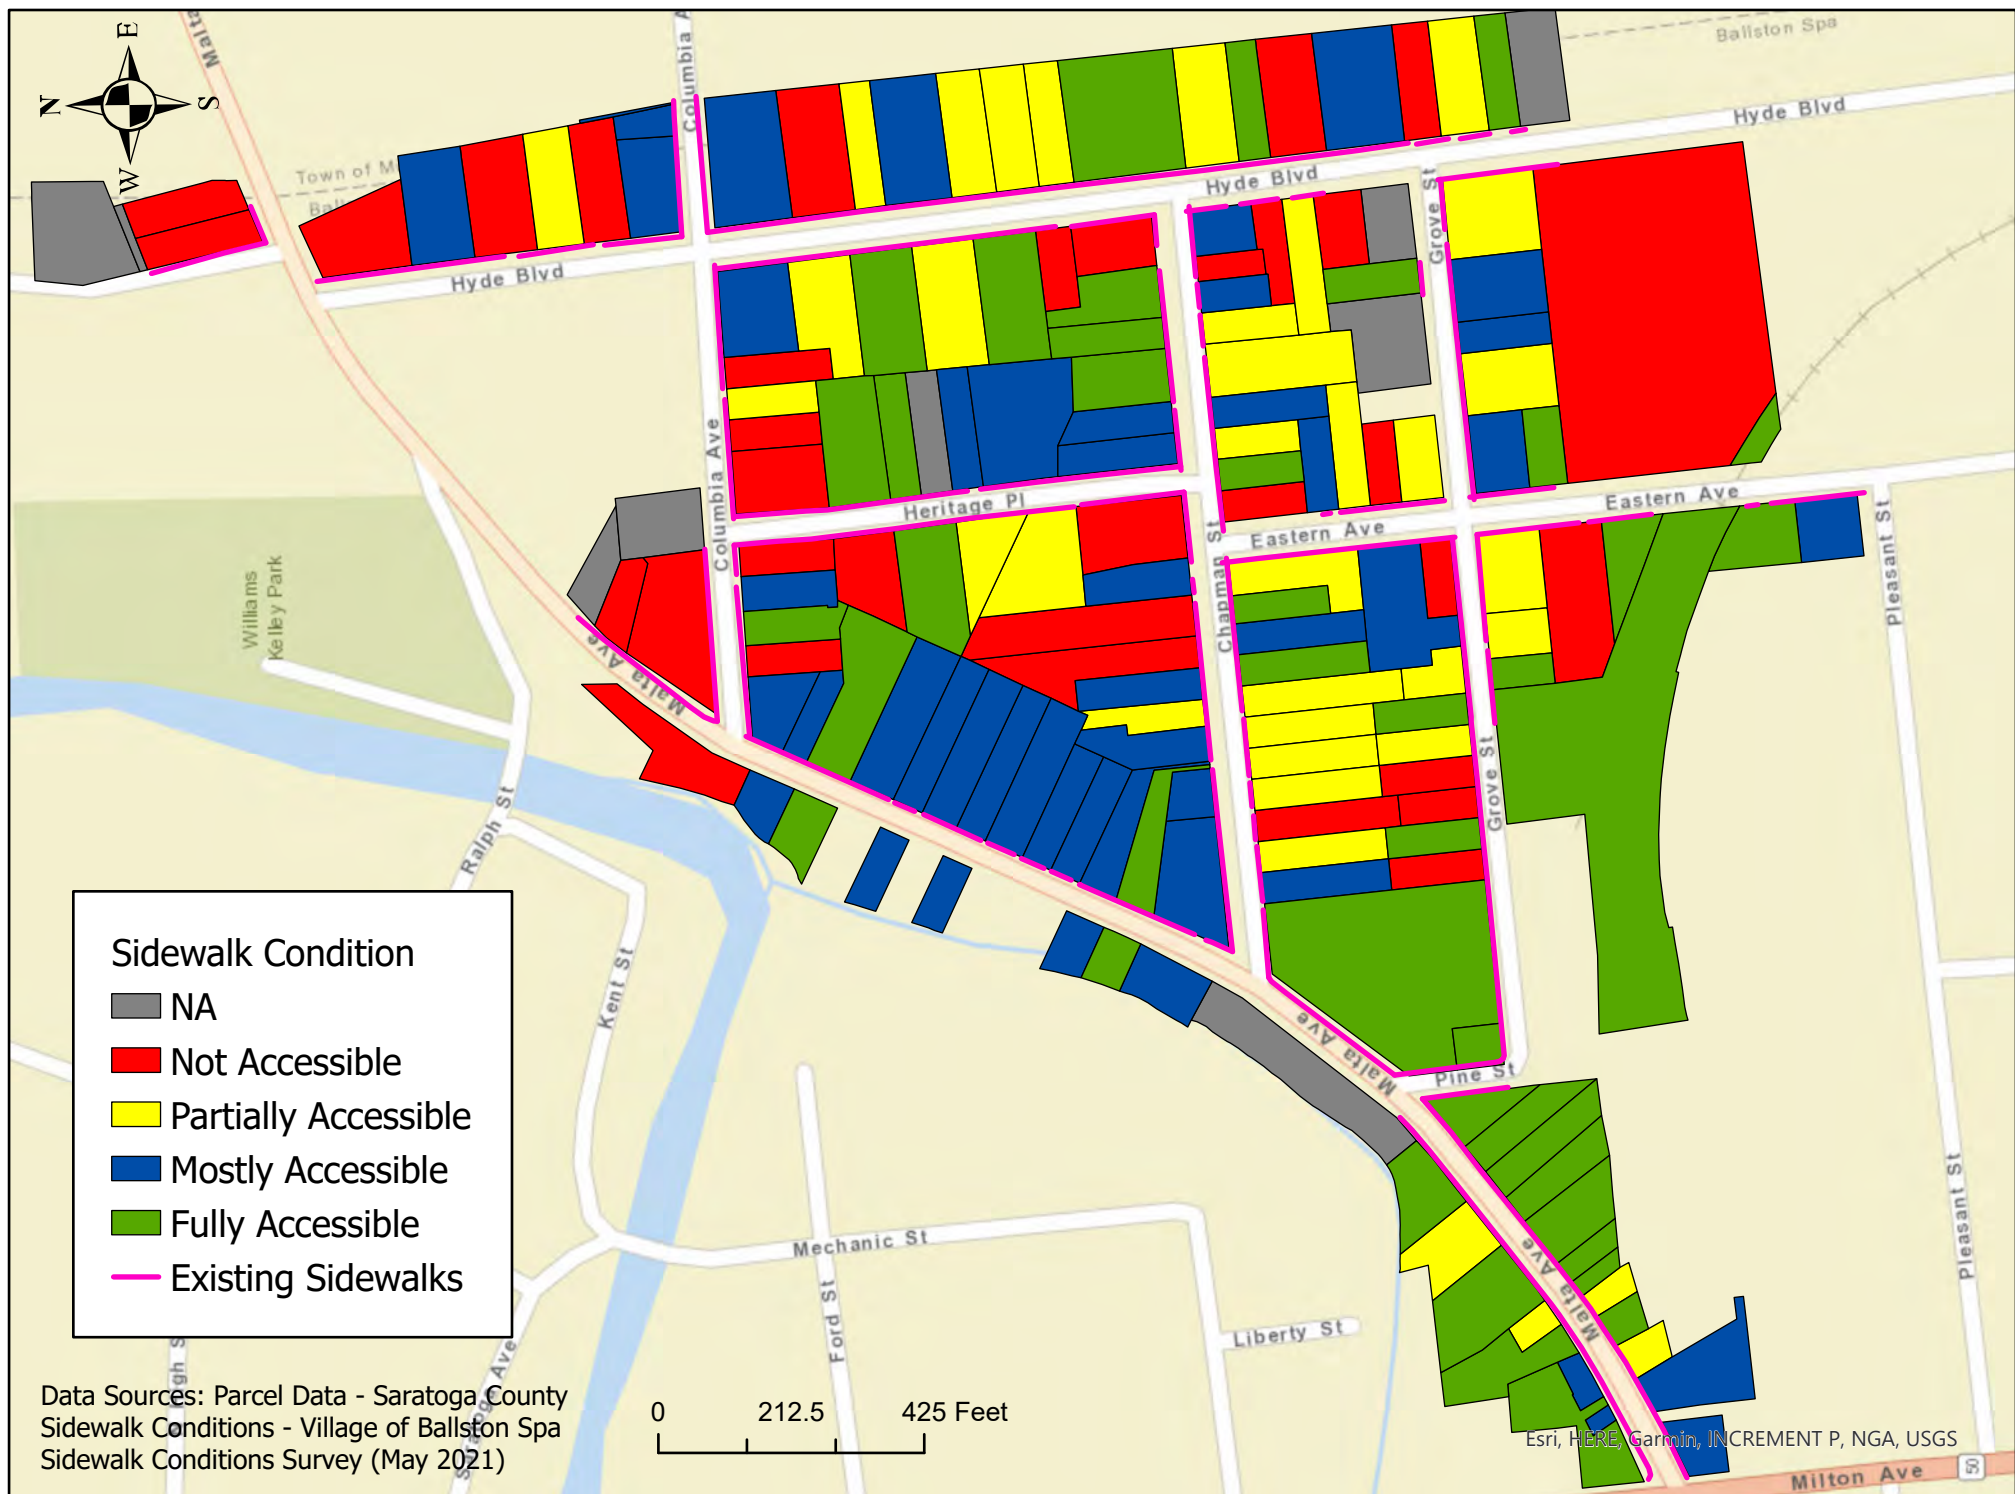 E
N
S
W
Malta
Columbia A
Ballston Spa
Hyde Blvd
Town of M
Ball
Hyde Blvd
Grove St
Hyde Blvd
Columbia Ave
Heritage Pl
Eastern Ave
Eastern Ave
Chapman St
Pleasant St
Williams
Kelley Park
Malta Ave
Grove St
Ralph St
Kent St
Malta Ave
Pine St
Sidewalk Condition
NA
Not Accessible
Partially Accessible
Mostly Accessible
Fully Accessible
Existing Sidewalks
Mechanic St
Ford St
Liberty St
Malta Ave
Pleasant St
Saratoga Ave
Data Sources: Parcel Data - Saratoga County
Sidewalk Conditions - Village of Ballston Spa
Sidewalk Conditions Survey (May 2021)
0 212.5 425 Feet
Esri, HERE, Garmin, INCREMENT P, NGA, USGS
Milton Ave
50